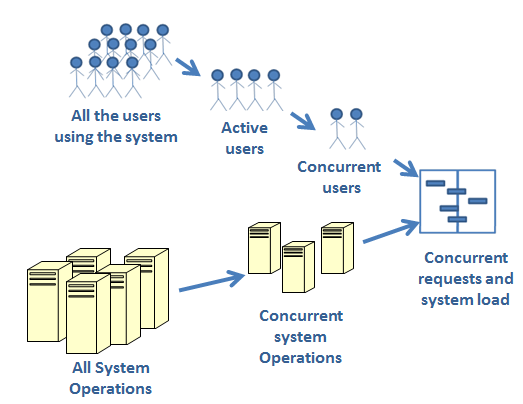 All the users
using the system
Active
users
Concurrent
users
Concurrent
requests and
system load
Concurrent
system
Operations
All System
Operations